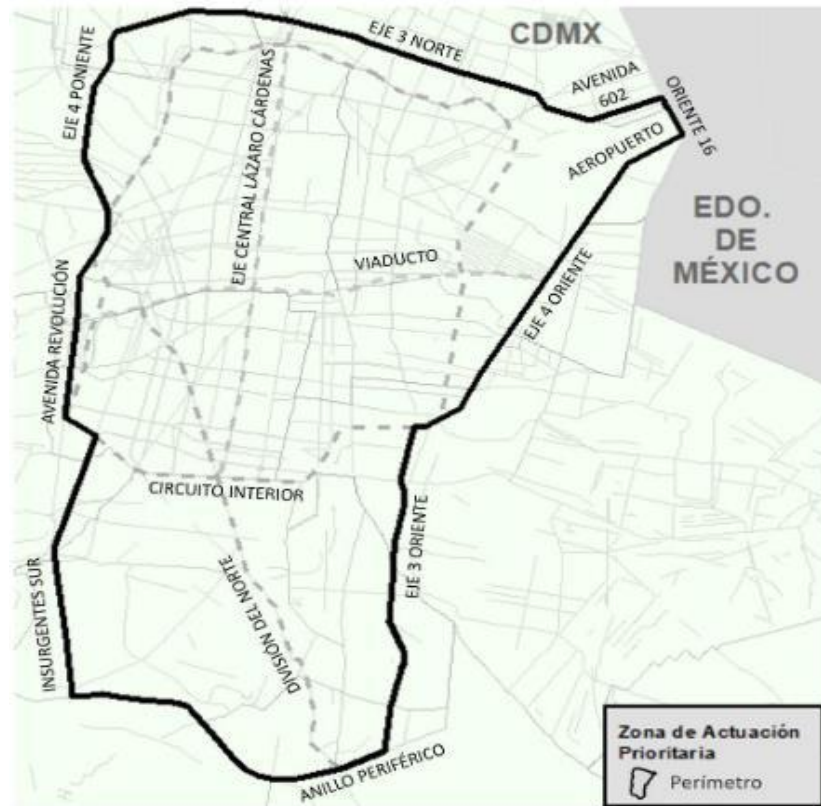 EJE 3 NORTE
CDMX
AVENIDA
602
ORIENTE 16
EJE 4 PONIENTE
EJE CENTRAL LÁZARO CÁRDENAS
AEROPUERTO
EDO.
DE
MÉXICO
VIADUCTO
EJE 4 ORIENTE
AVENIDA REVOLUCIÓN
CIRCUITO INTERIOR
EJE 3 ORIENTE
INSURGENTES SUR
DIVISIÓN DEL NORTE
ANILLO PERIFÉRICO
Zona de Actuación
Prioritaria
Perímetro